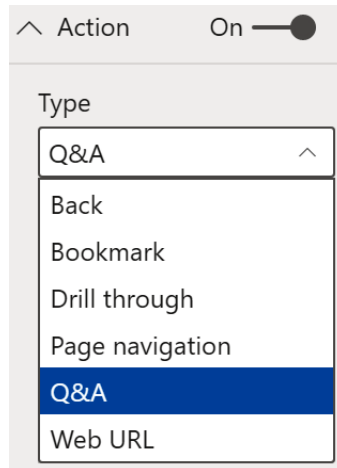 Action On
Type
Q&A
Back
Bookmark
Drill through
Page navigation
Q&A
Web URL